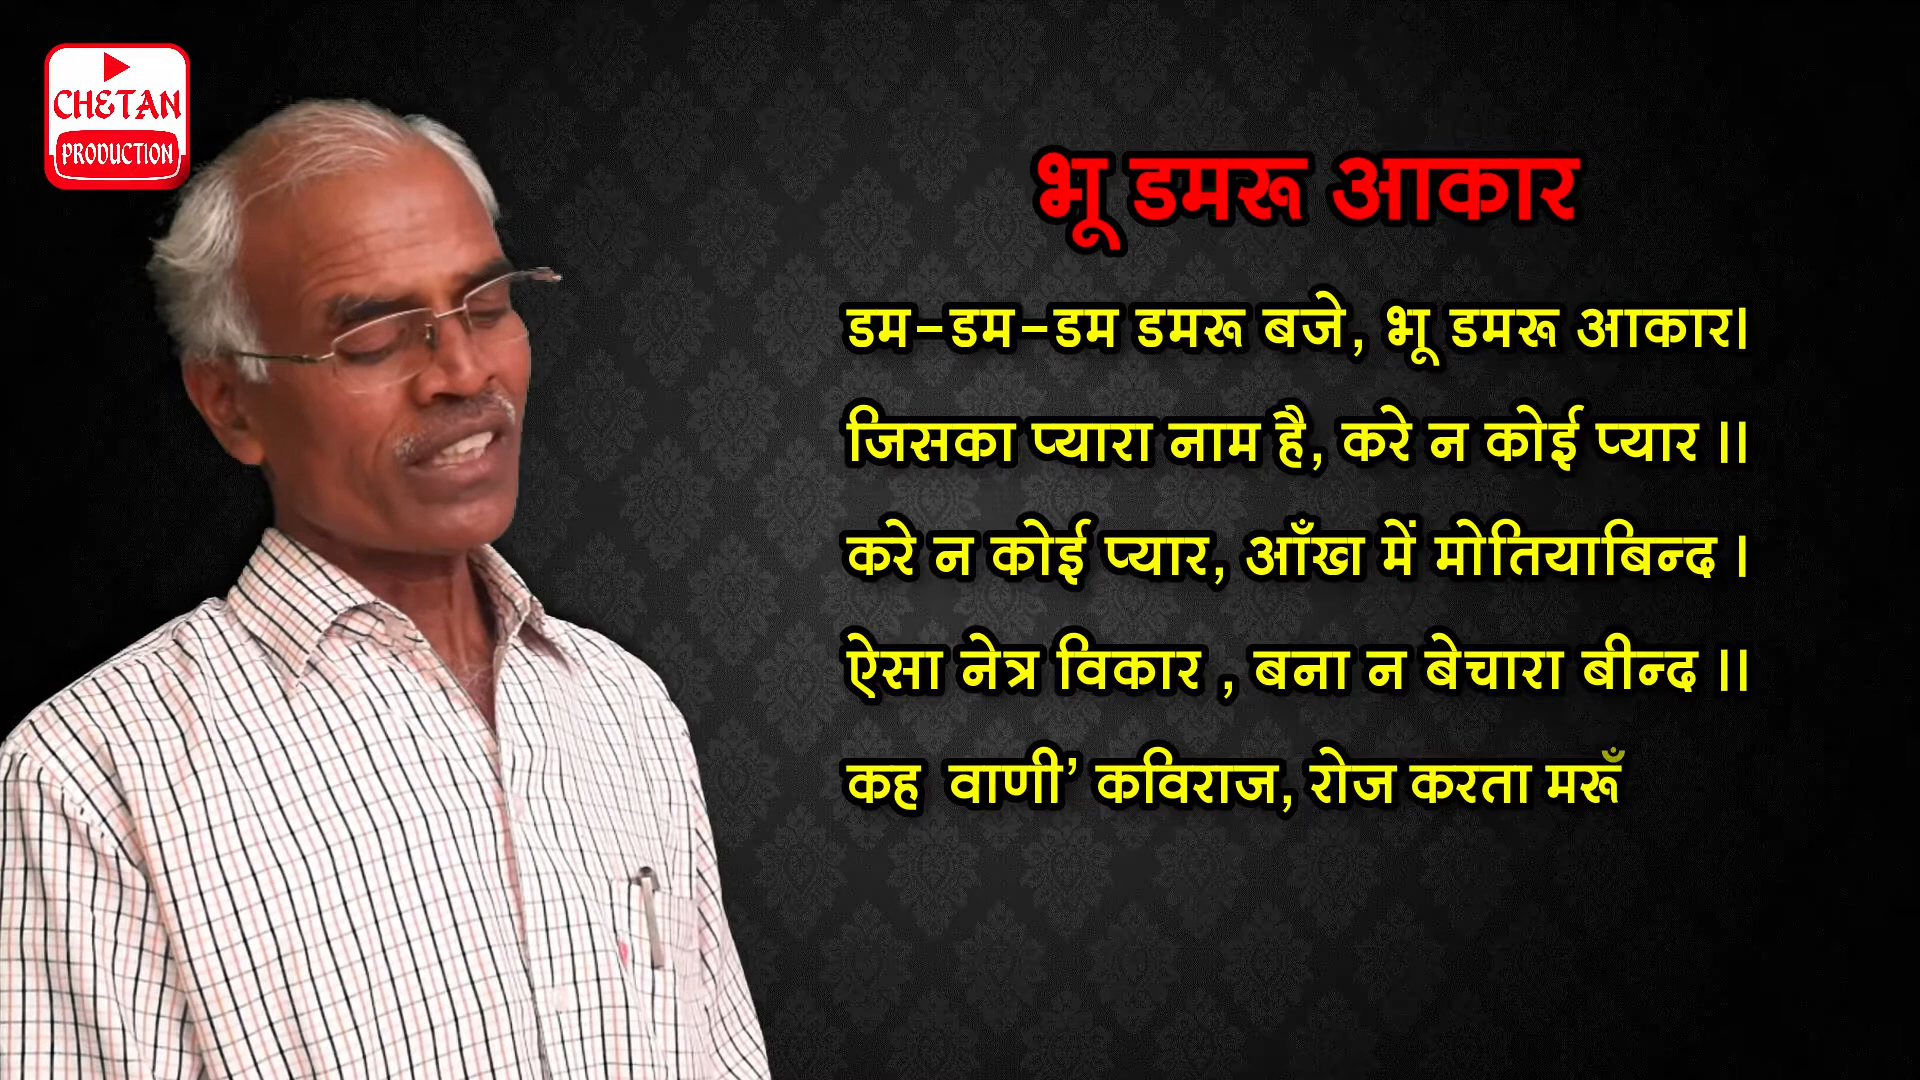 CHETAN
PRODUCTION
भू डमरू आकार
डम-डम-डम डमरू बजे, भू डमरू आकार।
जिसका प्यारा नाम है, करे न कोई प्यार ।।
करे न कोई प्यार, आँख में मोतियाबिन्द ।
ऐसा नेत्र विकार , बना न बेचारा बीन्द ।।
कह वाणी’ कविराज, रोज करता मरूँ